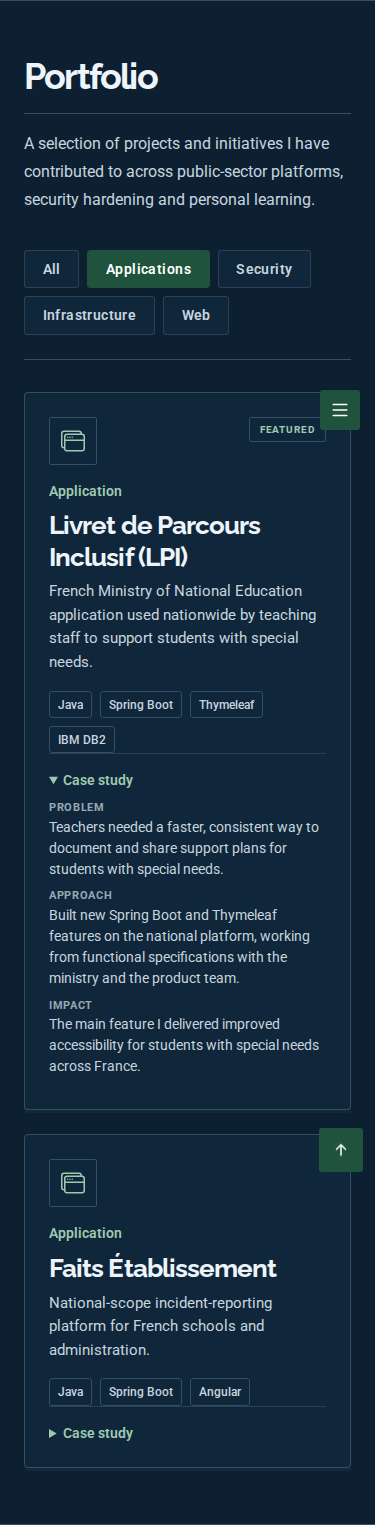 Portfolio
A selection of projects and initiatives I have
contributed to across public-sector platforms,
security hardening and personal learning.
All
Applications
Security
Infrastructure
Web
FEATURED
Application
Livret de Parcours
Inclusif (LPI)
French Ministry of National Education
application used nationwide by teaching
staff to support students with special
needs.
Java
Spring Boot
Thymeleaf
IBM DB2
Case study
PROBLEM
Teachers needed a faster, consistent way to
document and share support plans for
students with special needs.
APPROACH
Built new Spring Boot and Thymeleaf
features on the national platform, working
from functional specifications with the
ministry and the product team.
IMPACT
The main feature I delivered improved
accessibility for students with special needs
across France.
Application
Faits Établissement
National-scope incident-reporting
platform for French schools and
administration.
Java
Spring Boot
Angular
Case study